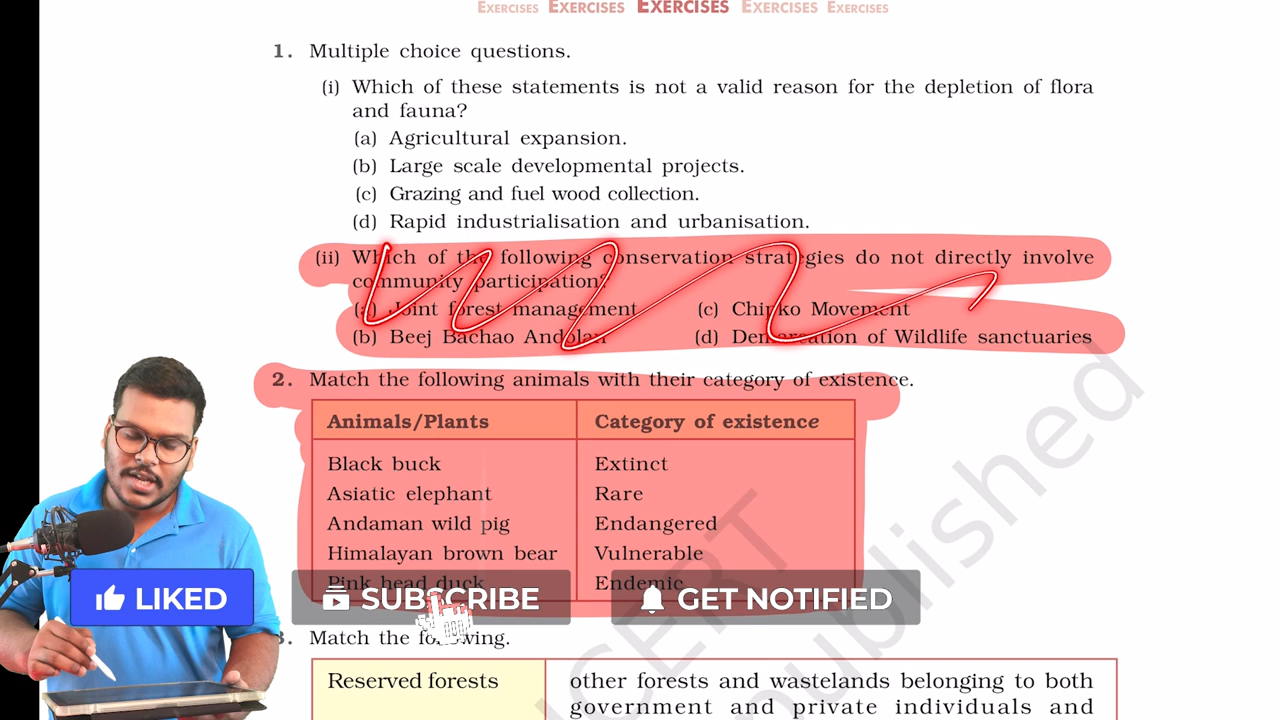 Exercises Exercises Exercises Exercises Exercises
1. Multiple choice questions.
(i) Which of these statements is not a valid reason for the depletion of flora
and fauna?
(a) Agricultural expansion.
(b) Large scale developmental projects.
(c) Grazing and fuel wood collection.
(d) Rapid industrialisation and urbanisation.
(ii) Which of the following conservation strategies do not directly involve
community participation?
(a) Joint forest management (c) Chipko Movement
(b) Beej Bachao Andolan (d) Demarcation of Wildlife sanctuaries
2. Match the following animals with their category of existence.
Animals/Plants Category of existence
Black buck Extinct
Asiatic elephant Rare
Andaman wild pig Endangered
Himalayan brown bear Vulnerable
Pink head duck Endemic
LIKED SUBSCRIBE GET NOTIFIED
3. Match the following.
Reserved forests other forests and wastelands belonging to both
government and private individuals and
NCERT
published